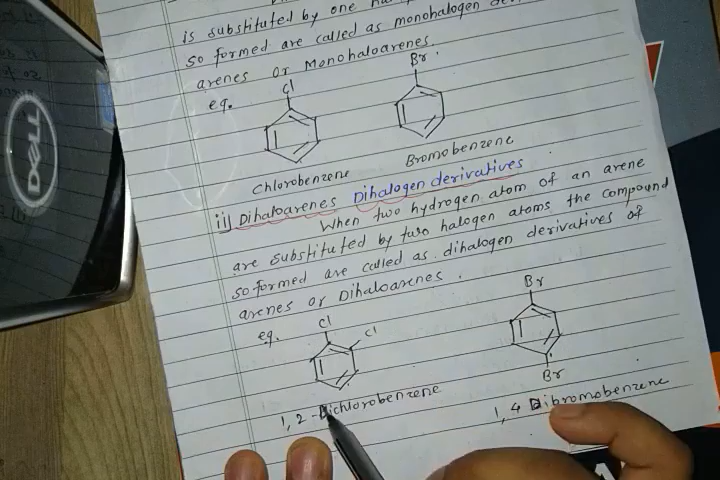 is substituted by one
so formed are called as monohalogen
arenes or Monohaloarenes.
eg.
Cl
Br
Chlorobenzene
Bromobenzene
ii) Dihaloarenes Dihalogen derivatives
When two hydrogen atom of an arene
are substituted by two halogen atoms the compound
so formed are called as dihalogen derivatives of
arenes or Dihaloarenes.
eq.
Cl
Cl
Br
Br
1,2-Dichlorobenzene
1,4 Dibromobenzene
DELL